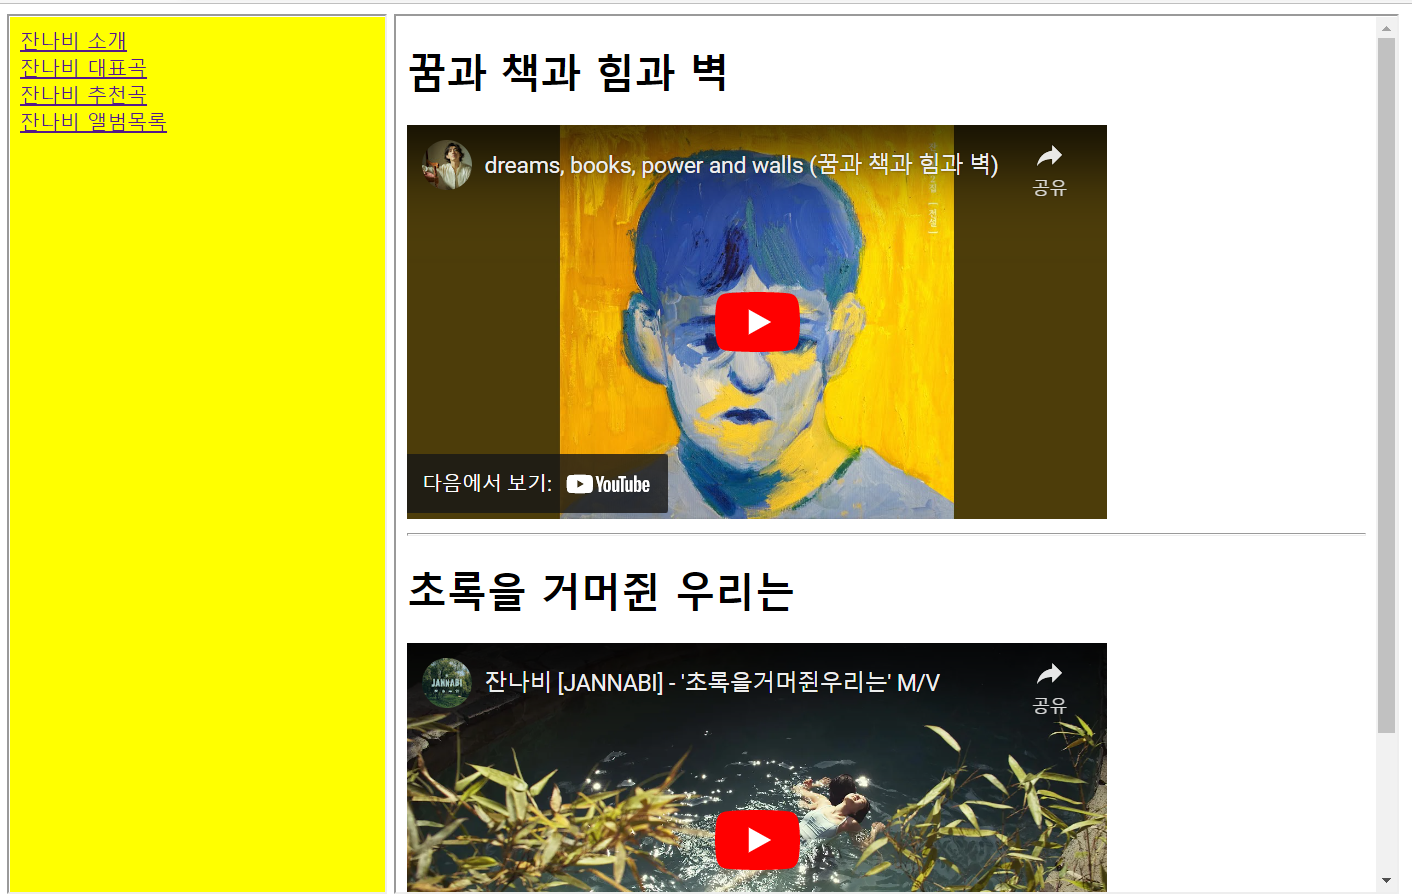 잔나비 소개
잔나비 대표곡
잔나비 추천곡
잔나비 앨범목록
꿈과 책과 힘과 벽
dreams, books, power and walls (꿈과 책과 힘과 벽)
공유
다음에서 보기: YouTube
초록을 거머쥔 우리는
JANNABI
잔나비 [JANNABI] - '초록을거머쥔우리는' M/V
공유